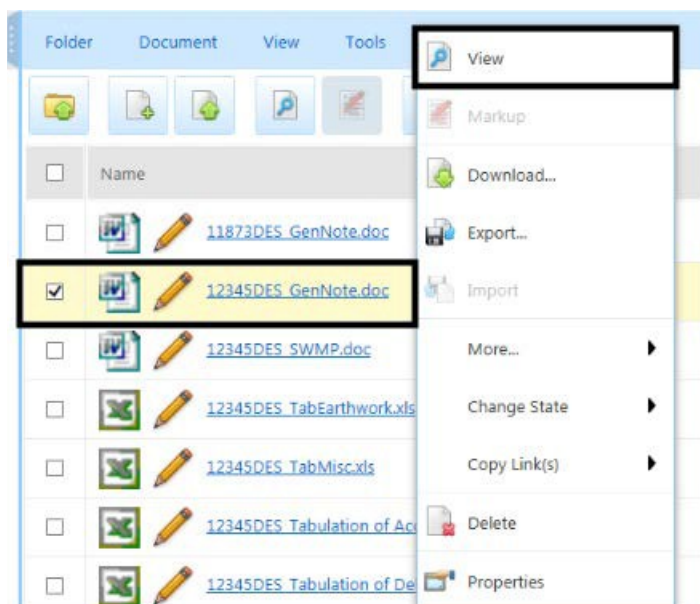 Folder Document View Tools
View
Markup
Name
Download...
11873DES GenNote.doc
Export...
12345DES GenNote.doc
Import
12345DES SWMP.doc
More...
12345DES TabEarthwork.xls
Change State
12345DES TabMisc.xls
Copy Link(s)
12345DES Tabulation of Acc
Delete
12345DES Tabulation of De
Properties